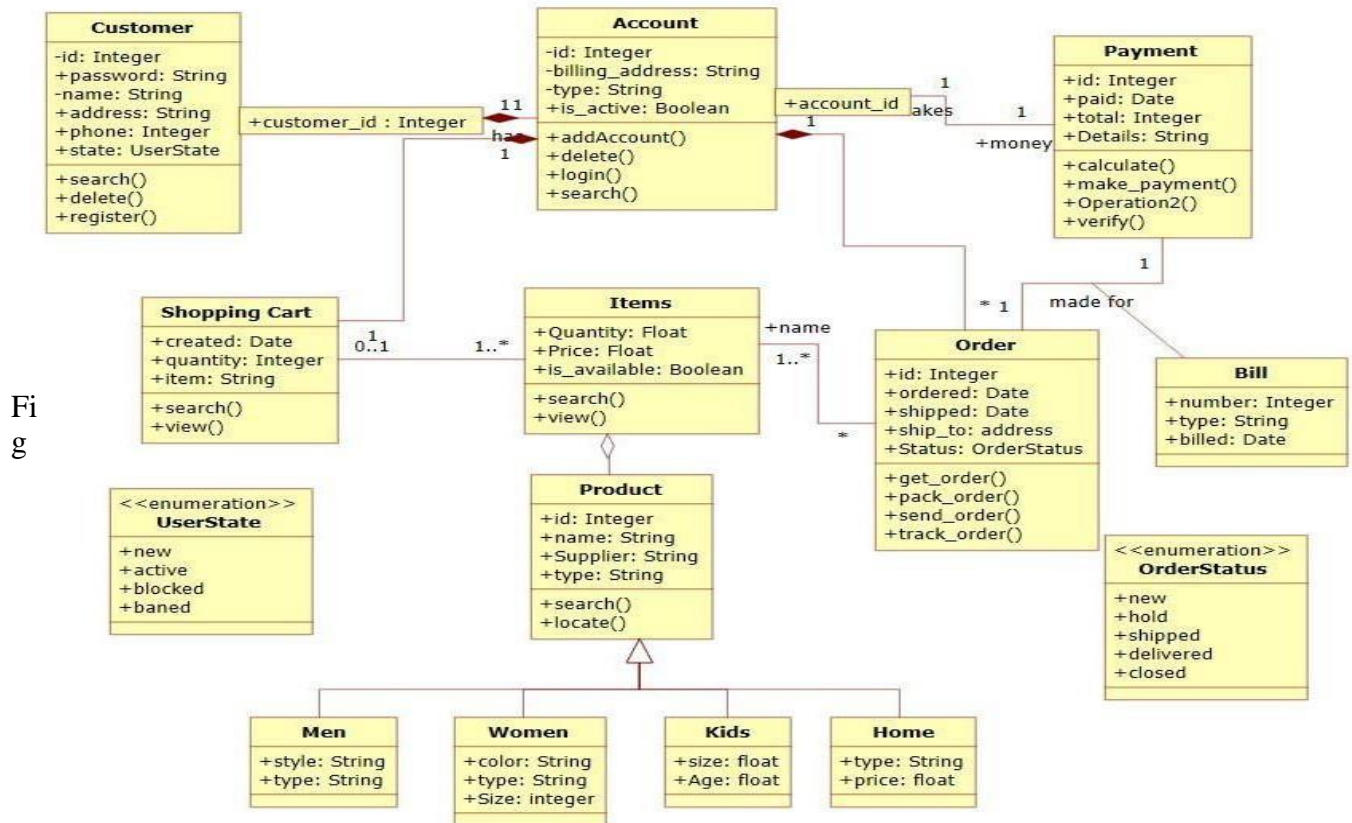 Customer
-id: Integer
+password: String
-name: String
+address: String
+phone: Integer
+state: UserState
+search()
+delete()
+register()
+customer_id : Integer
11
has
1
Account
-id: Integer
-billing_address: String
-type: String
+is_active: Boolean
+addAccount()
+delete()
+login()
+search()
+account_id
1
akes
1
+money
1
Payment
+id: Integer
+paid: Date
+total: Integer
+Details: String
+calculate()
+make_payment()
+Operation2()
+verify()
1
made for
* 1
Shopping Cart
+created: Date
+quantity: Integer
+item: String
+search()
+view()
1
0..1
1..*
Items
+Quantity: Float
+Price: Float
+is_available: Boolean
+search()
+view()
+name
1..*
*
Order
+id: Integer
+ordered: Date
+shipped: Date
+ship_to: address
+Status: OrderStatus
+get_order()
+pack_order()
+send_order()
+track_order()
Bill
+number: Integer
+type: String
+billed: Date
Fi
g
<<enumeration>>
UserState
+new
+active
+blocked
+baned
Product
+id: Integer
+name: String
+Supplier: String
+type: String
+search()
+locate()
<<enumeration>>
OrderStatus
+new
+hold
+shipped
+delivered
+closed
Men
+style: String
+type: String
Women
+color: String
+type: String
+Size: integer
Kids
+size: float
+Age: float
Home
+type: String
+price: float